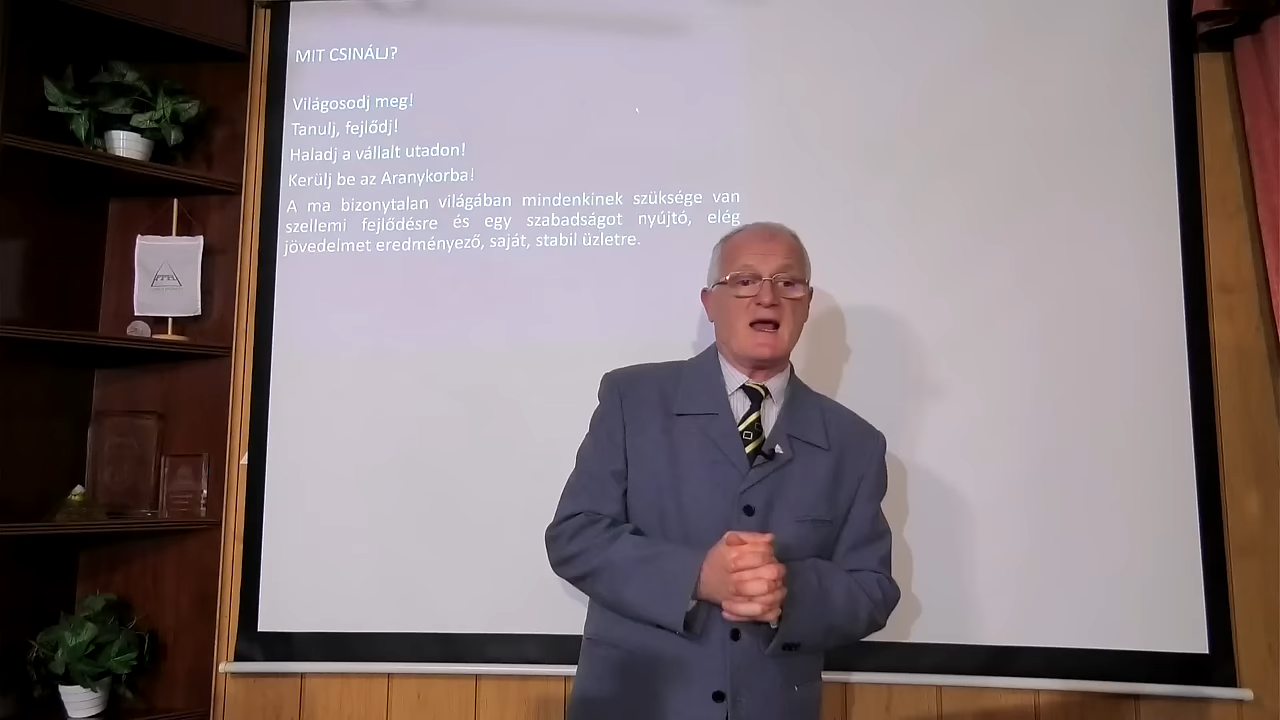 MIT CSINÁLJ?
Világosodj meg!
Tanulj, fejlődj!
Haladj a vállalt utadon!
Kerülj be az Aranykorba!
A ma bizonytalan világában mindenkinek szüksége van
szellemi fejlődésre és egy szabadságot nyújtó, elég
jövedelmet eredményező, saját, stabil üzletre.